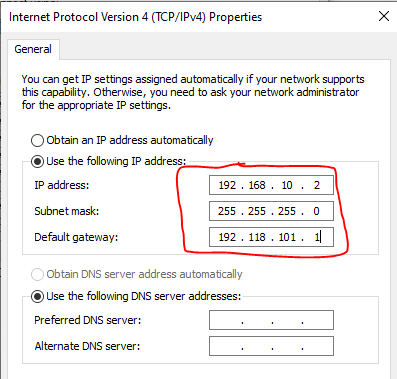 Internet Protocol Version 4 (TCP/IPv4) Properties
General
You can get IP settings assigned automatically if your network supports
this capability. Otherwise, you need to ask your network administrator
for the appropriate IP settings.
Obtain an IP address automatically
Use the following IP address:
IP address: 192 . 168 . 10 . 2
Subnet mask: 255 . 255 . 255 . 0
Default gateway: 192 . 118 . 101 . 1
Obtain DNS server address automatically
Use the following DNS server addresses:
Preferred DNS server: . . .
Alternate DNS server: . . .